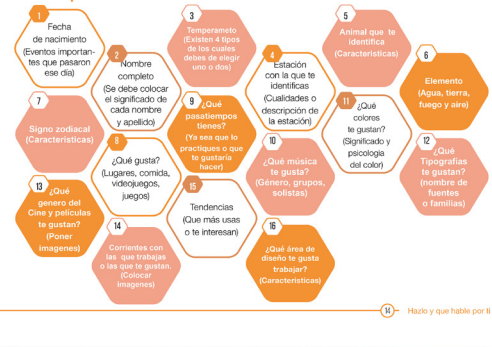 1
Fecha
de nacimiento
(Eventos importan-
tes que pasaron
ese día)
2
Nombre
completo
(Se debe colocar
el significado de
cada nombre
y apellido)
3
Temperameto
(Existen 4 tipos
de los cuales
debes de elegir
uno o dos)
4
Estación
con la que te
identificas
(Cualidades o
descripción de
la estación)
5
Animal que te
identifica
(Características)
6
Elemento
(Agua, tierra,
fuego y aire)
7
Signo zodiacal
(Características)
8
¿Qué gusta?
(Lugares, comida,
videojuegos,
juegos)
9
¿Qué
pasatiempos
tienes?
(Ya sea que lo
practiques o que
te gustaría
hacer)
10
¿Qué música
te gusta?
(Género, grupos,
solistas)
11
¿Qué
colores
te gustan?
(Significado y
psicología
del color)
12
¿Qué
Tipografías
te gustan?
(nombre de
fuentes
o familias)
13
¿Qué
genero del
Cine y películas
te gustan?
(Poner
imagenes)
14
Corrientes con
las que trabajas
o las que te gustan.
(Colocar
Imagenes)
15
Tendencias
(Que más usas
o te interesan)
16
¿Qué área de
diseño te gusta
trabajar?
(Características)
14 Hazlo y que hable por ti